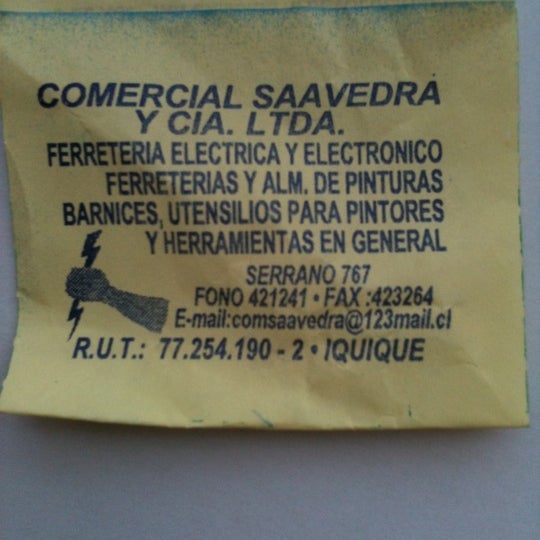 COMERCIAL SAAVEDRA
Y CIA. LTDA.
FERRETERIA ELECTRICA Y ELECTRONICO
FERRETERIAS Y ALM. DE PINTURAS
BARNICES, UTENSILIOS PARA PINTORES
Y HERRAMIENTAS EN GENERAL
SERRANO 767
FONO 421241 • FAX :423264
E-mail:comsaavedra@123mail.cl
R.U.T.: 77.254.190 - 2 • IQUIQUE